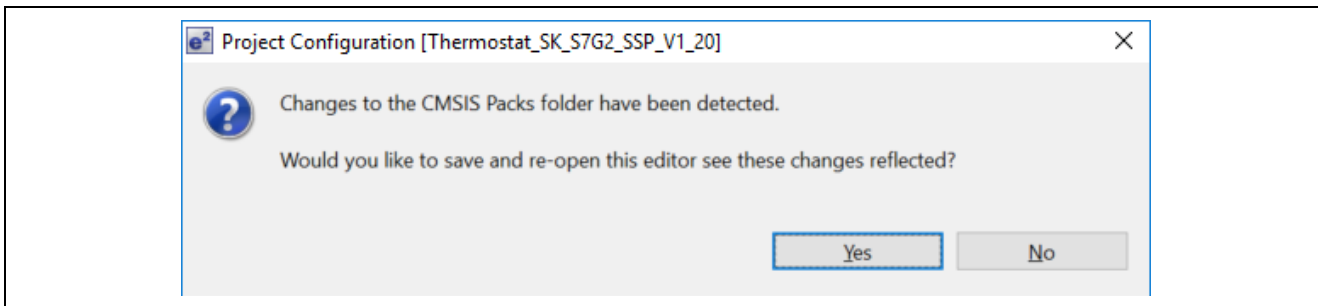 e² Project Configuration [Thermostat_SK_S7G2_SSP_V1_20]
?
Changes to the CMSIS Packs folder have been detected.
Would you like to save and re-open this editor see these changes reflected?
Yes No